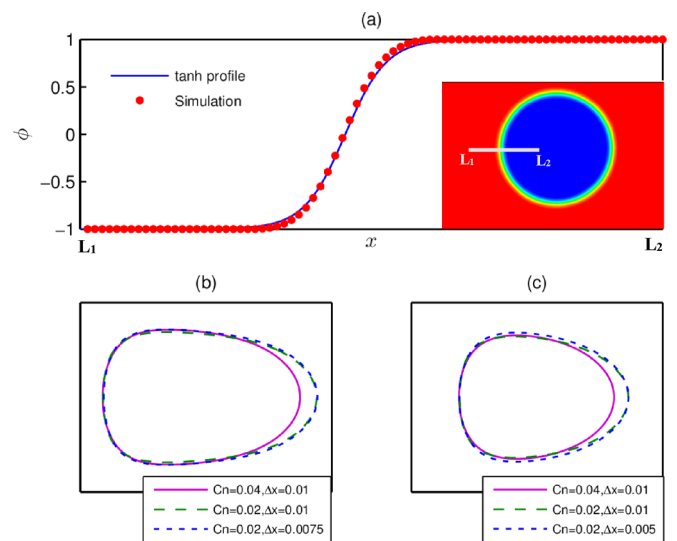 (a)
1
0.5
0
−0.5
−1
ϕ
tanh profile
Simulation
L1
L2
L1
x
L2
(b)
(c)
Cn=0.04,Δx=0.01
Cn=0.02,Δx=0.01
Cn=0.02,Δx=0.0075
Cn=0.04,Δx=0.01
Cn=0.02,Δx=0.01
Cn=0.02,Δx=0.005